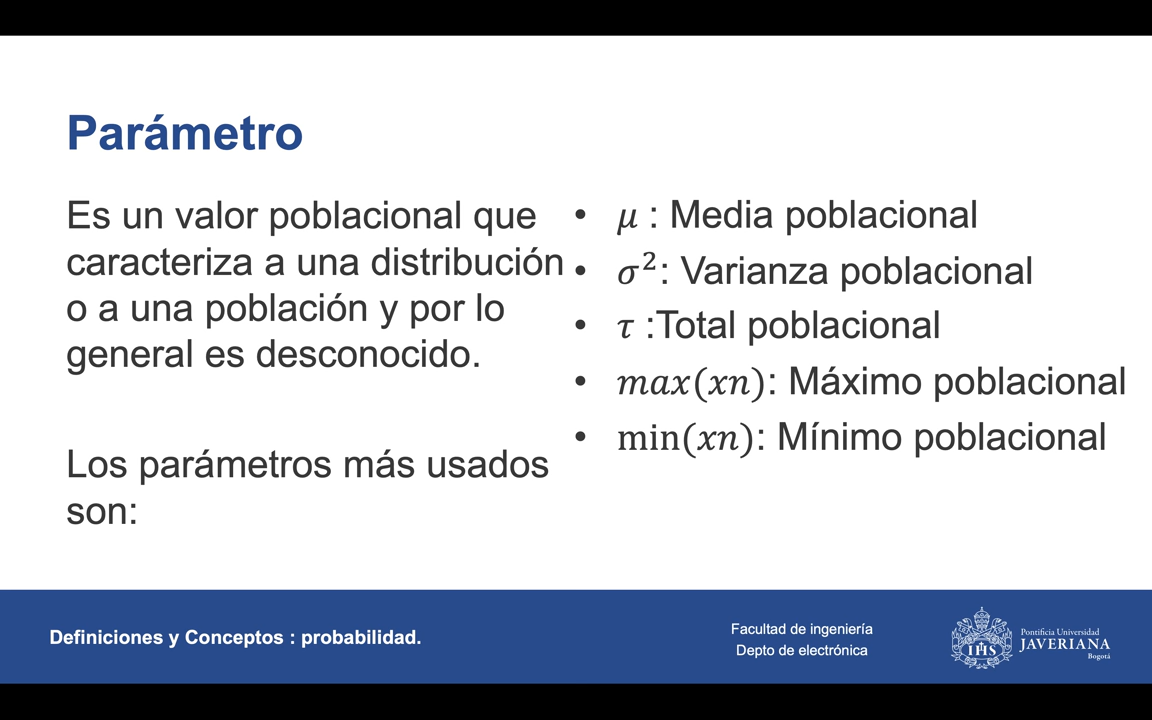 Parámetro
Es un valor poblacional que
caracteriza a una distribución
o a una población y por lo
general es desconocido.
Los parámetros más usados
son:
• μ : Media poblacional
• σ²: Varianza poblacional
• τ :Total poblacional
• max(xn): Máximo poblacional
• min(xn): Mínimo poblacional
Definiciones y Conceptos : probabilidad.
Facultad de ingeniería
Depto de electrónica
IHS
Pontificia Universidad
JAVERIANA
Bogotá